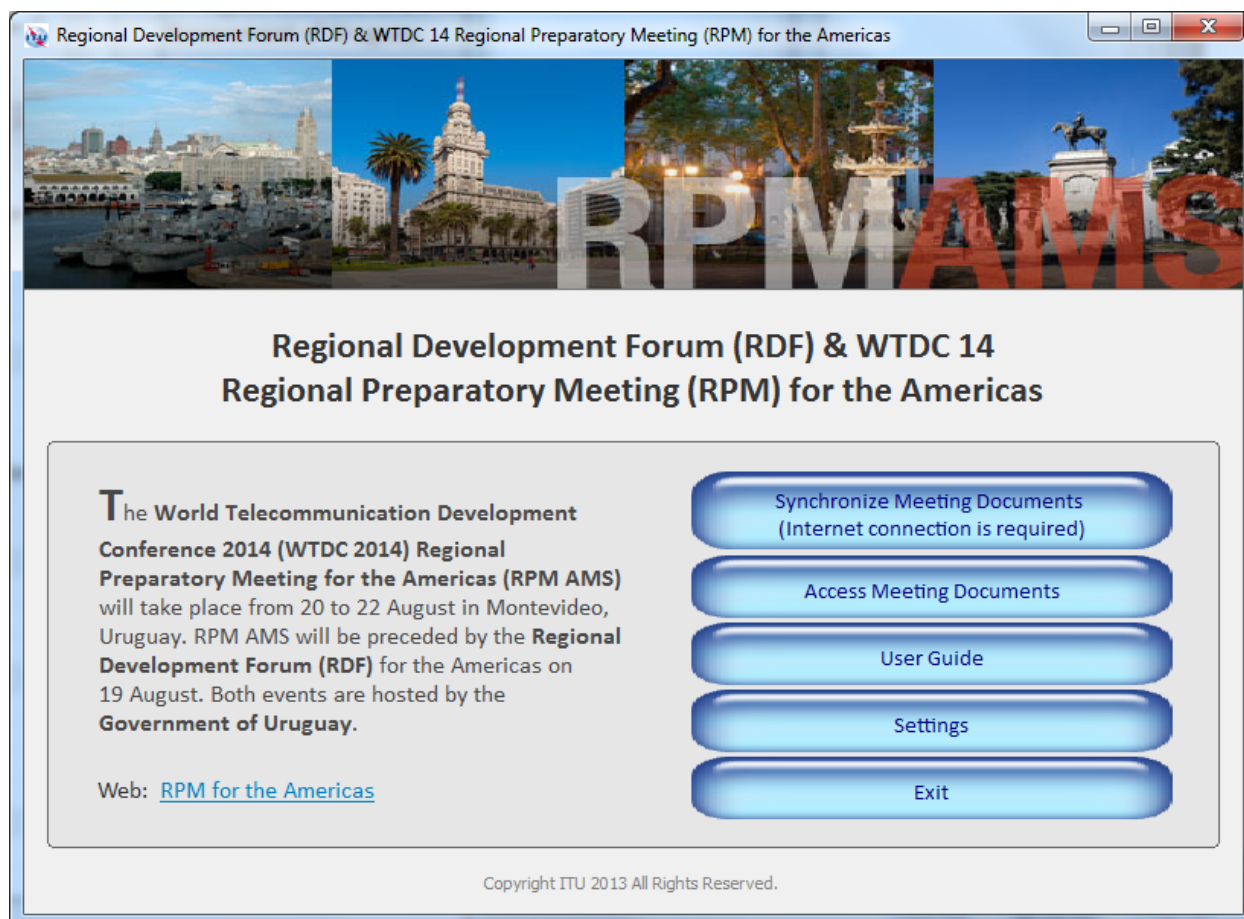 Regional Development Forum (RDF) & WTDC 14 Regional Preparatory Meeting (RPM) for the Americas
RPMAMS
Regional Development Forum (RDF) & WTDC 14
Regional Preparatory Meeting (RPM) for the Americas
The World Telecommunication Development
Conference 2014 (WTDC 2014) Regional
Preparatory Meeting for the Americas (RPM AMS)
will take place from 20 to 22 August in Montevideo,
Uruguay. RPM AMS will be preceded by the Regional
Development Forum (RDF) for the Americas on
19 August. Both events are hosted by the
Government of Uruguay.
Web: RPM for the Americas
Synchronize Meeting Documents
(Internet connection is required)
Access Meeting Documents
User Guide
Settings
Exit
Copyright ITU 2013 All Rights Reserved.